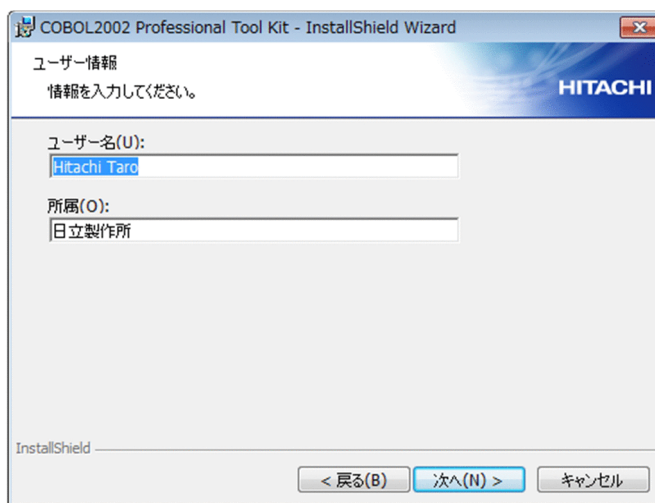 COBOL2002 Professional Tool Kit - InstallShield Wizard
ユーザー情報
情報を入力してください。
HITACHI
ユーザー名(U):
Hitachi Taro
所属(O):
日立製作所
InstallShield
< 戻る(B)
次へ(N) >
キャンセル